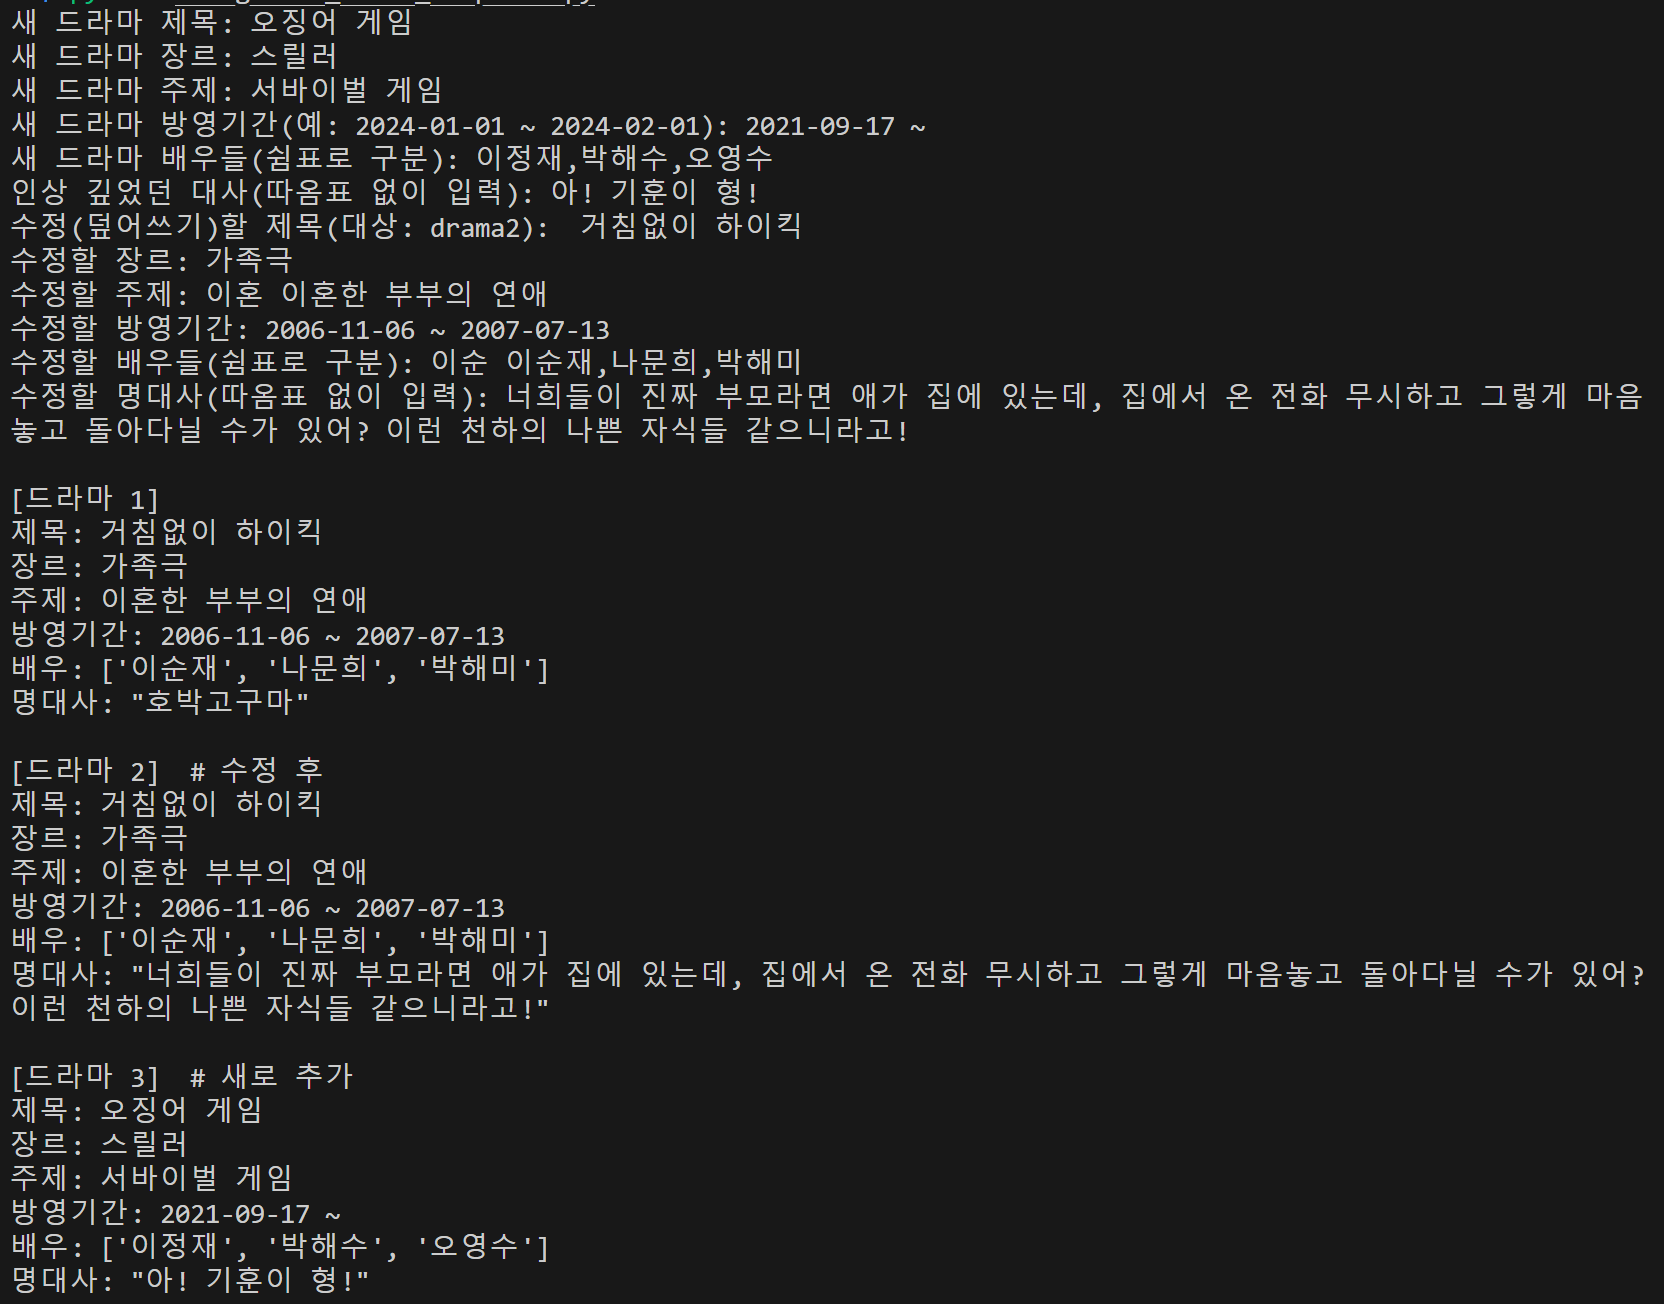 새 드라마 제목: 오징어 게임
새 드라마 장르: 스릴러
새 드라마 주제: 서바이벌 게임
새 드라마 방영기간(예: 2024-01-01 ~ 2024-02-01): 2021-09-17 ~
새 드라마 배우들(쉼표로 구분): 이정재,박해수,오영수
인상 깊었던 대사(따옴표 없이 입력): 아! 기훈이 형!
수정(덮어쓰기)할 제목(대상: drama2):  거침없이 하이킥
수정할 장르: 가족극
수정할 주제: 이혼 이혼한 부부의 연애
수정할 방영기간: 2006-11-06 ~ 2007-07-13
수정할 배우들(쉼표로 구분): 이순 이순재,나문희,박해미
수정할 명대사(따옴표 없이 입력): 너희들이 진짜 부모라면 애가 집에 있는데, 집에서 온 전화 무시하고 그렇게 마음
놓고 돌아다닐 수가 있어? 이런 천하의 나쁜 자식들 같으니라고!
[드라마 1]
제목: 거침없이 하이킥
장르: 가족극
주제: 이혼한 부부의 연애
방영기간: 2006-11-06 ~ 2007-07-13
배우: ['이순재', '나문희', '박해미']
명대사: "호박고구마"
[드라마 2]  # 수정 후
제목: 거침없이 하이킥
장르: 가족극
주제: 이혼한 부부의 연애
방영기간: 2006-11-06 ~ 2007-07-13
배우: ['이순재', '나문희', '박해미']
명대사: "너희들이 진짜 부모라면 애가 집에 있는데, 집에서 온 전화 무시하고 그렇게 마음놓고 돌아다닐 수가 있어?
이런 천하의 나쁜 자식들 같으니라고!"
[드라마 3]  # 새로 추가
제목: 오징어 게임
장르: 스릴러
주제: 서바이벌 게임
방영기간: 2021-09-17 ~
배우: ['이정재', '박해수', '오영수']
명대사: "아! 기훈이 형!"